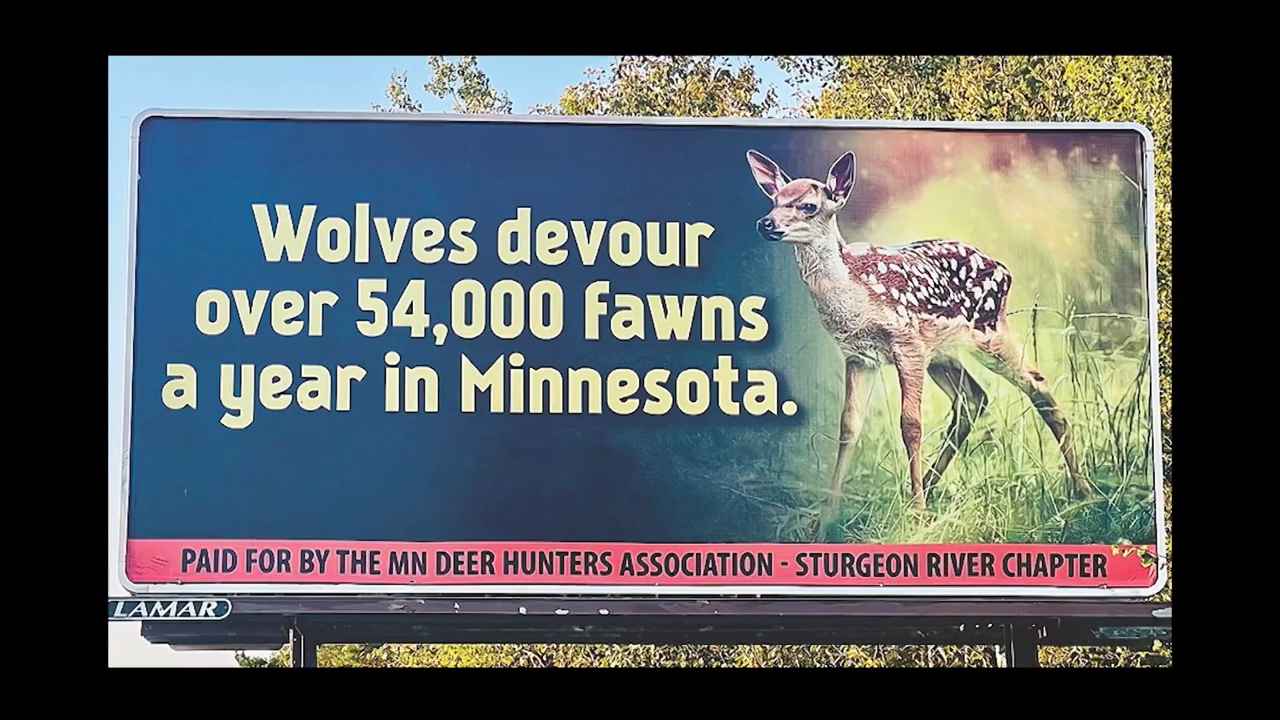 Wolves devour
over 54,000 fawns
a year in Minnesota.
PAID FOR BY THE MN DEER HUNTERS ASSOCIATION - STURGEON RIVER CHAPTER
LAMAR